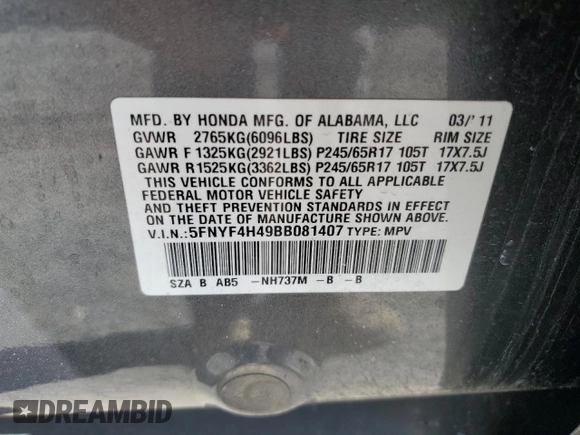 MFD. BY HONDA MFG. OF ALABAMA, LLC 03/'11
GVWR 2765KG(6096LBS) TIRE SIZE RIM SIZE
GAWR F 1325KG(2921LBS) P245/65R17 105T 17X7.5J
GAWR R 1525KG(3362LBS) P245/65R17 105T 17X7.5J
THIS VEHICLE CONFORMS TO ALL APPLICABLE
FEDERAL MOTOR VEHICLE SAFETY
AND THEFT PREVENTION STANDARDS IN EFFECT
ON THE DATE OF MANUFACTURE SHOWN ABOVE.
V.I.N.: 5FNYF4H49BB081407 TYPE: MPV
SZA B AB5 -NH737M -B -B
DREAMBID